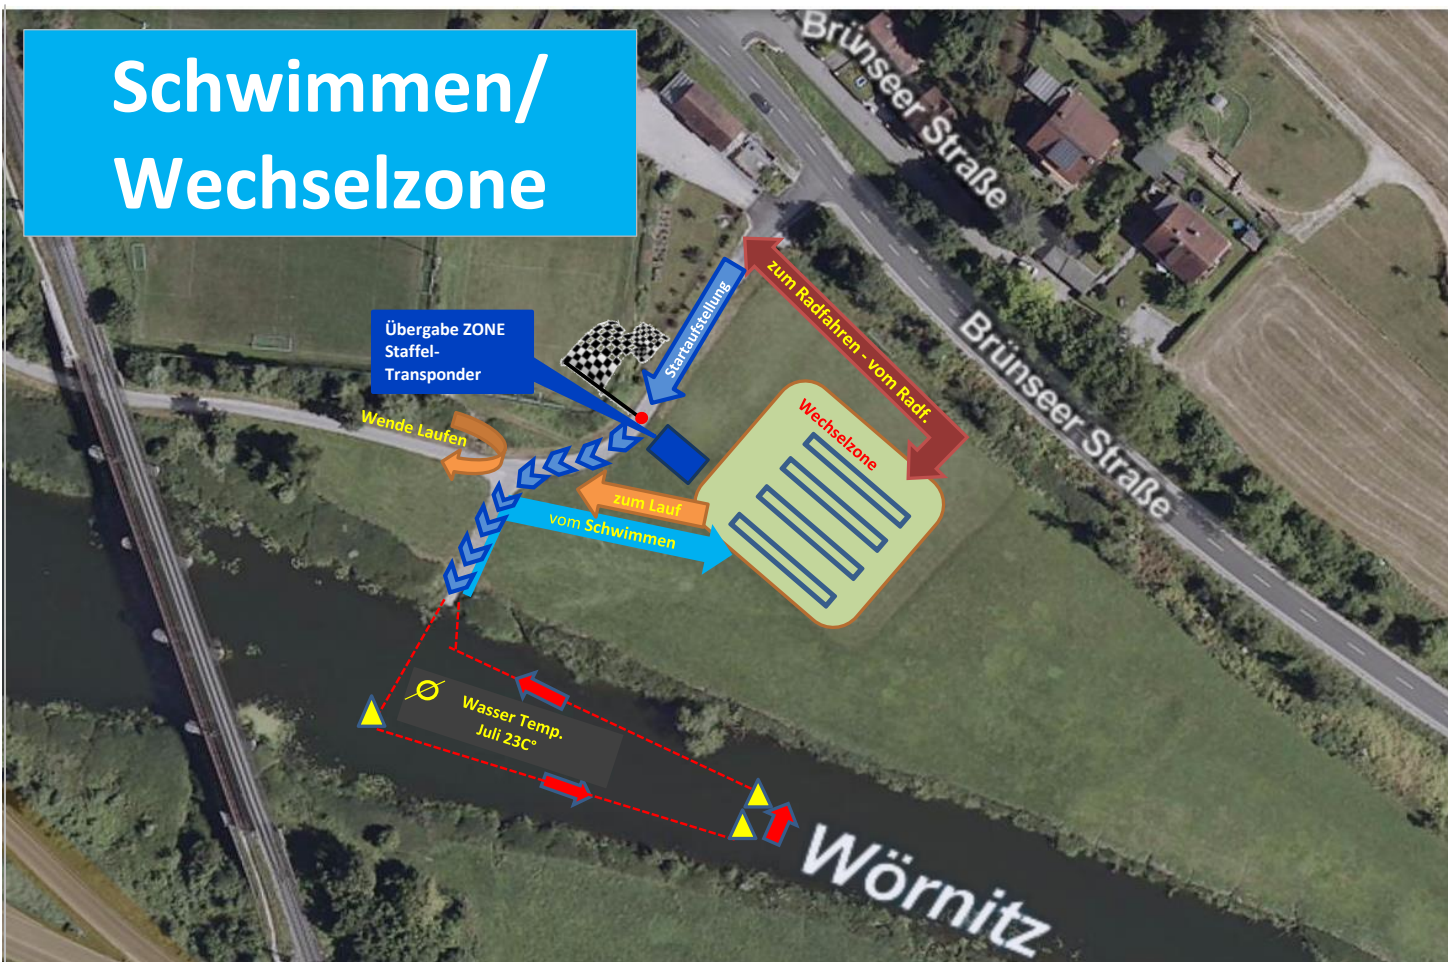 Schwimmen/
Wechselzone
Brünseer Straße
zum Radfahren - vom Radf.
Startaufstellung
Übergabe ZONE
Staffel-
Transponder
Brünseer Straße
Wende Laufen
Wechselzone
zum Lauf
vom Schwimmen
Wasser Temp.
Juli 23C°
Wörnitz